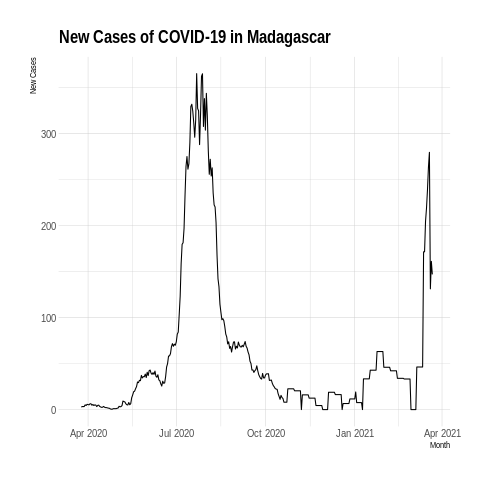 New Cases of COVID-19 in Madagascar
New Cases
300
200
100
0
Apr 2020 Jul 2020 Oct 2020 Jan 2021 Apr 2021
Month